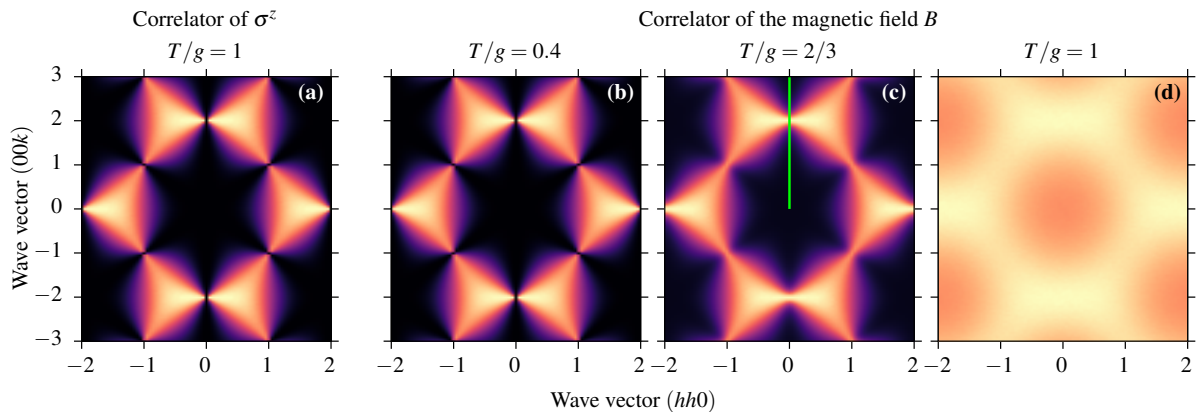 Correlator of σᶻ
Correlator of the magnetic field B
T/g = 1
T/g = 0.4
T/g = 2/3
T/g = 1
(a)
(b)
(c)
(d)
Wave vector (00k)
3
2
1
0
−1
−2
−3
−2 −1 0 1 2
−2 −1 0 1 2
−2 −1 0 1 2
−2 −1 0 1 2
Wave vector (hh0)